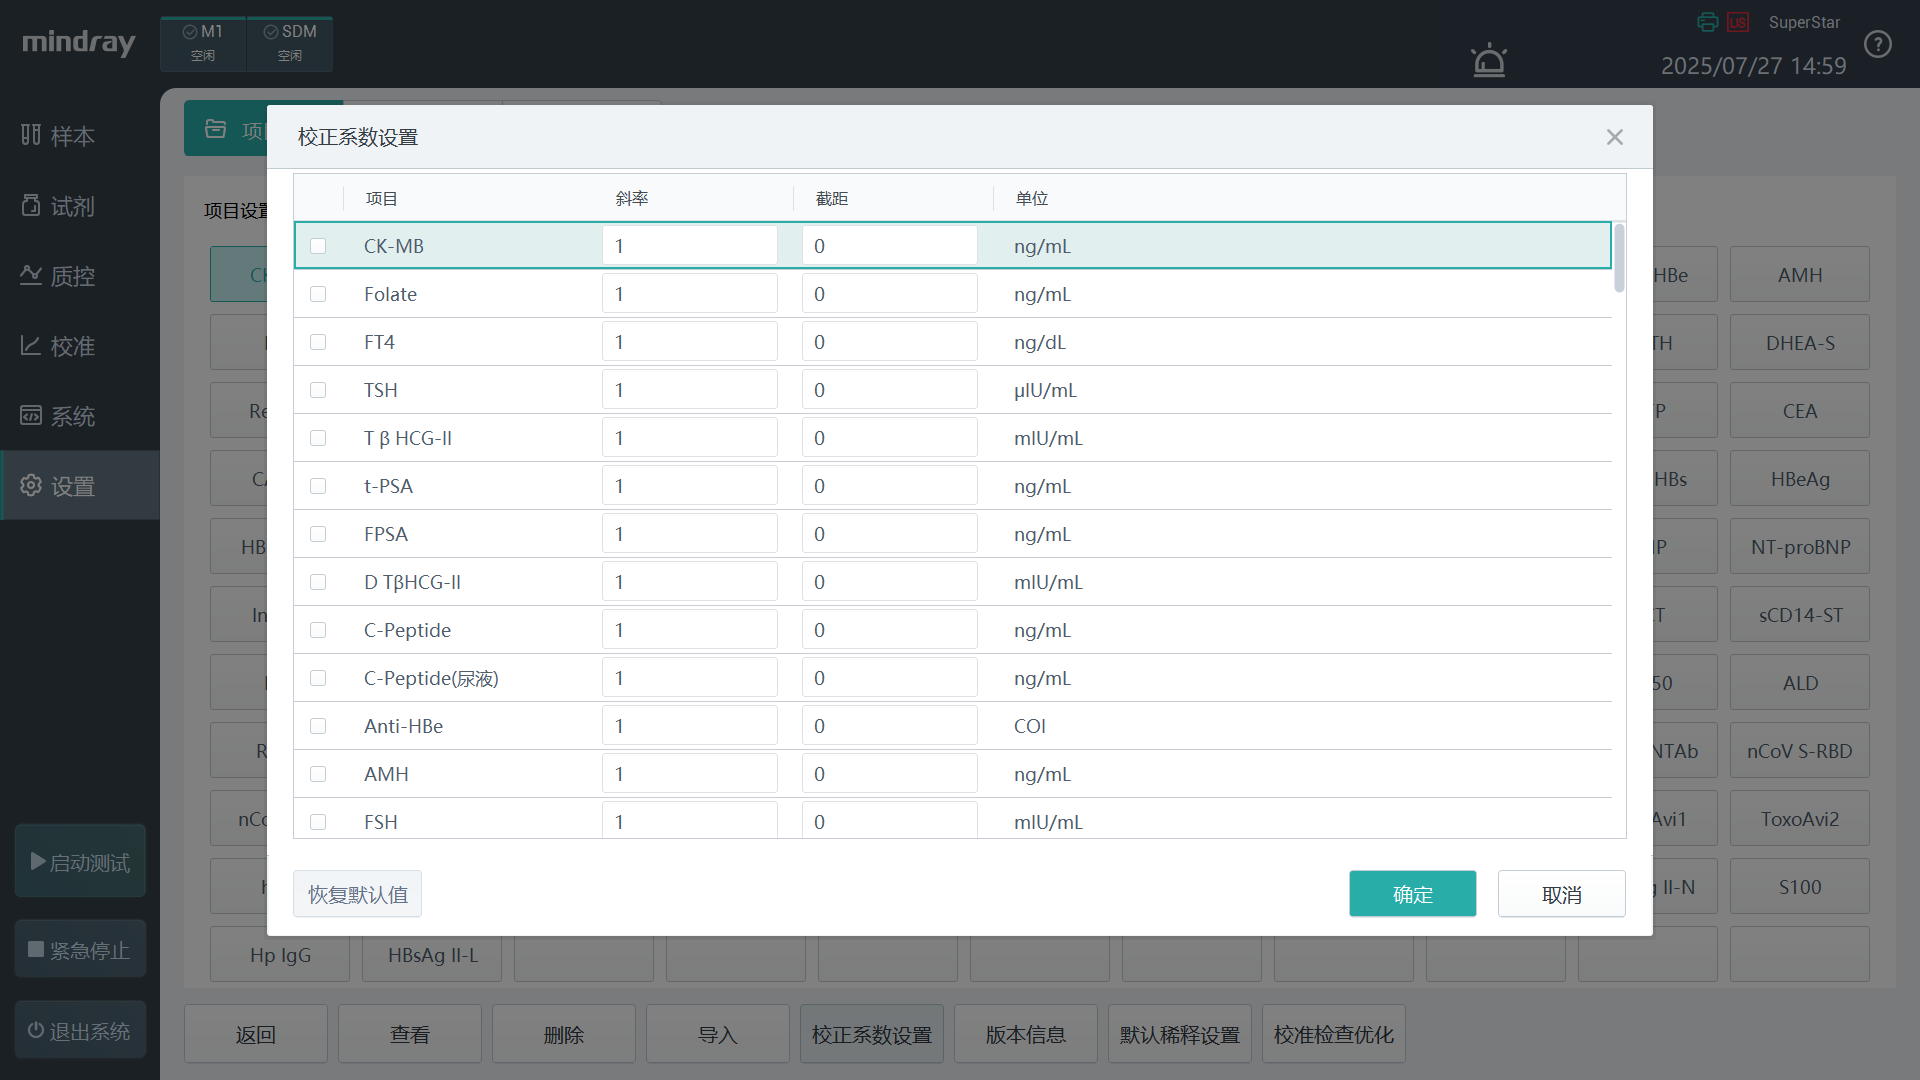 mindray
M1
空闲
SDM
空闲
LIS
SuperStar
2025/07/27 14:59
样本
试剂
质控
校准
系统
设置
启动测试
紧急停止
退出系统
项目设置
校正系数设置
项目 斜率 截距 单位
CK-MB 1 0 ng/mL
Folate 1 0 ng/mL
FT4 1 0 ng/dL
TSH 1 0 μIU/mL
T β HCG-II 1 0 mIU/mL
t-PSA 1 0 ng/mL
FPSA 1 0 ng/mL
D TβHCG-II 1 0 mIU/mL
C-Peptide 1 0 ng/mL
C-Peptide(尿液) 1 0 ng/mL
Anti-HBe 1 0 COI
AMH 1 0 ng/mL
FSH 1 0 mIU/mL
恢复默认值 确定 取消
HBe AMH
TH DHEA-S
P CEA
HBs HBeAg
IP NT-proBNP
CT sCD14-ST
50 ALD
NTAb nCoV S-RBD
Avi1 ToxoAvi2
g II-N S100
Hp IgG HBsAg II-L
返回 查看 删除 导入 校正系数设置 版本信息 默认稀释设置 校准检查优化